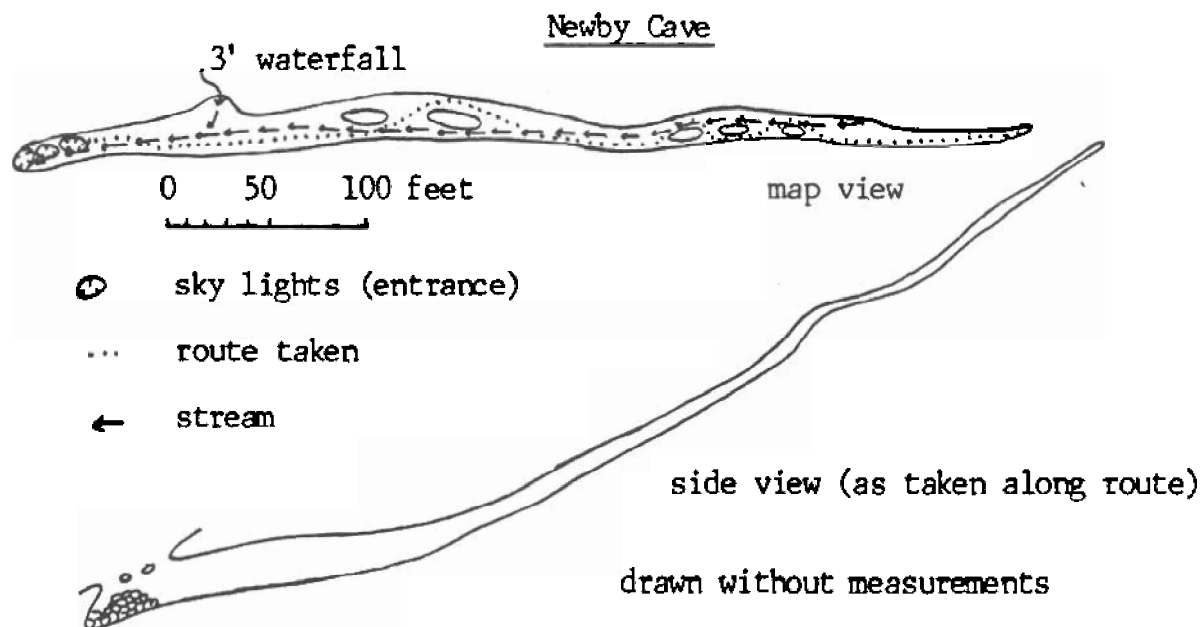 Newby Cave
3' waterfall
0 50 100 feet
map view
sky lights (entrance)
route taken
stream
side view (as taken along route)
drawn without measurements